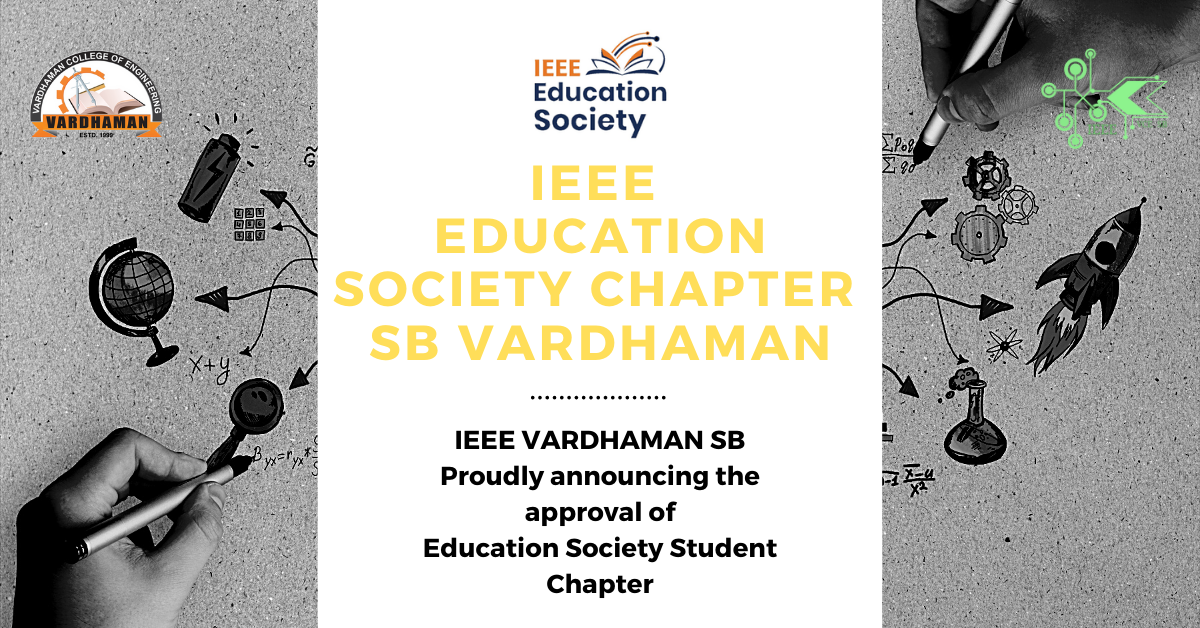 VARDHAMAN COLLEGE OF ENGINEERING
VARDHAMAN
ESTD. 1999
IEEE
Education
Society
IEEE
EDUCATION
SOCIETY CHAPTER
SB VARDHAMAN
IEEE VARDHAMAN SB
Proudly announcing the
approval of
Education Society Student
Chapter
x+y